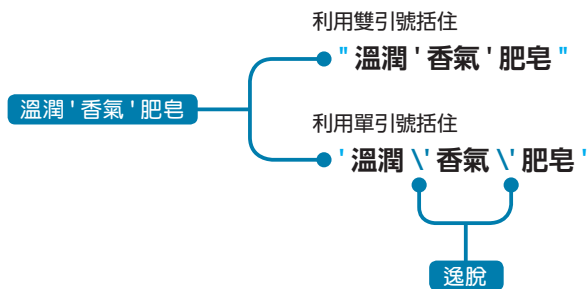 利用雙引號括住
" 溫潤 ' 香氣 ' 肥皂 "
溫潤 ' 香氣 ' 肥皂
利用單引號括住
' 溫潤 \' 香氣 \' 肥皂 '
逸脫